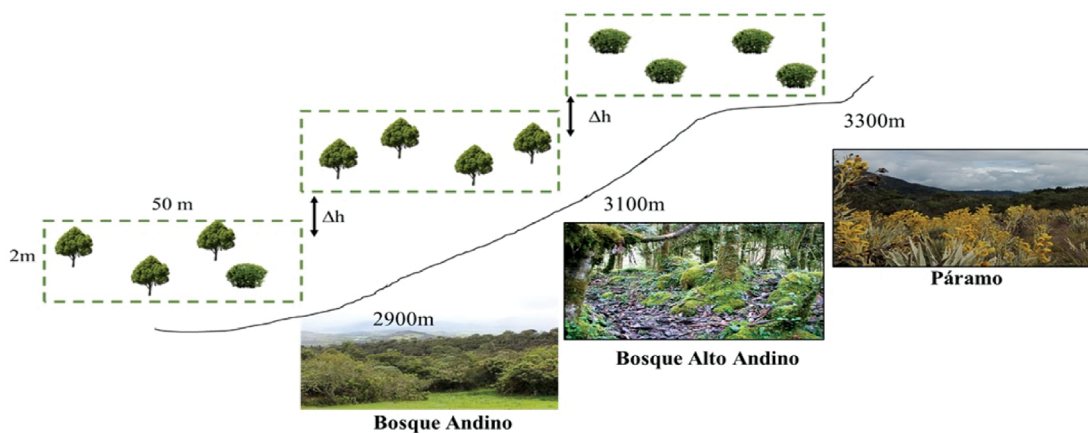 Δh
3300m
50 m
Δh
3100m
2m
Páramo
2900m
Bosque Alto Andino
Bosque Andino